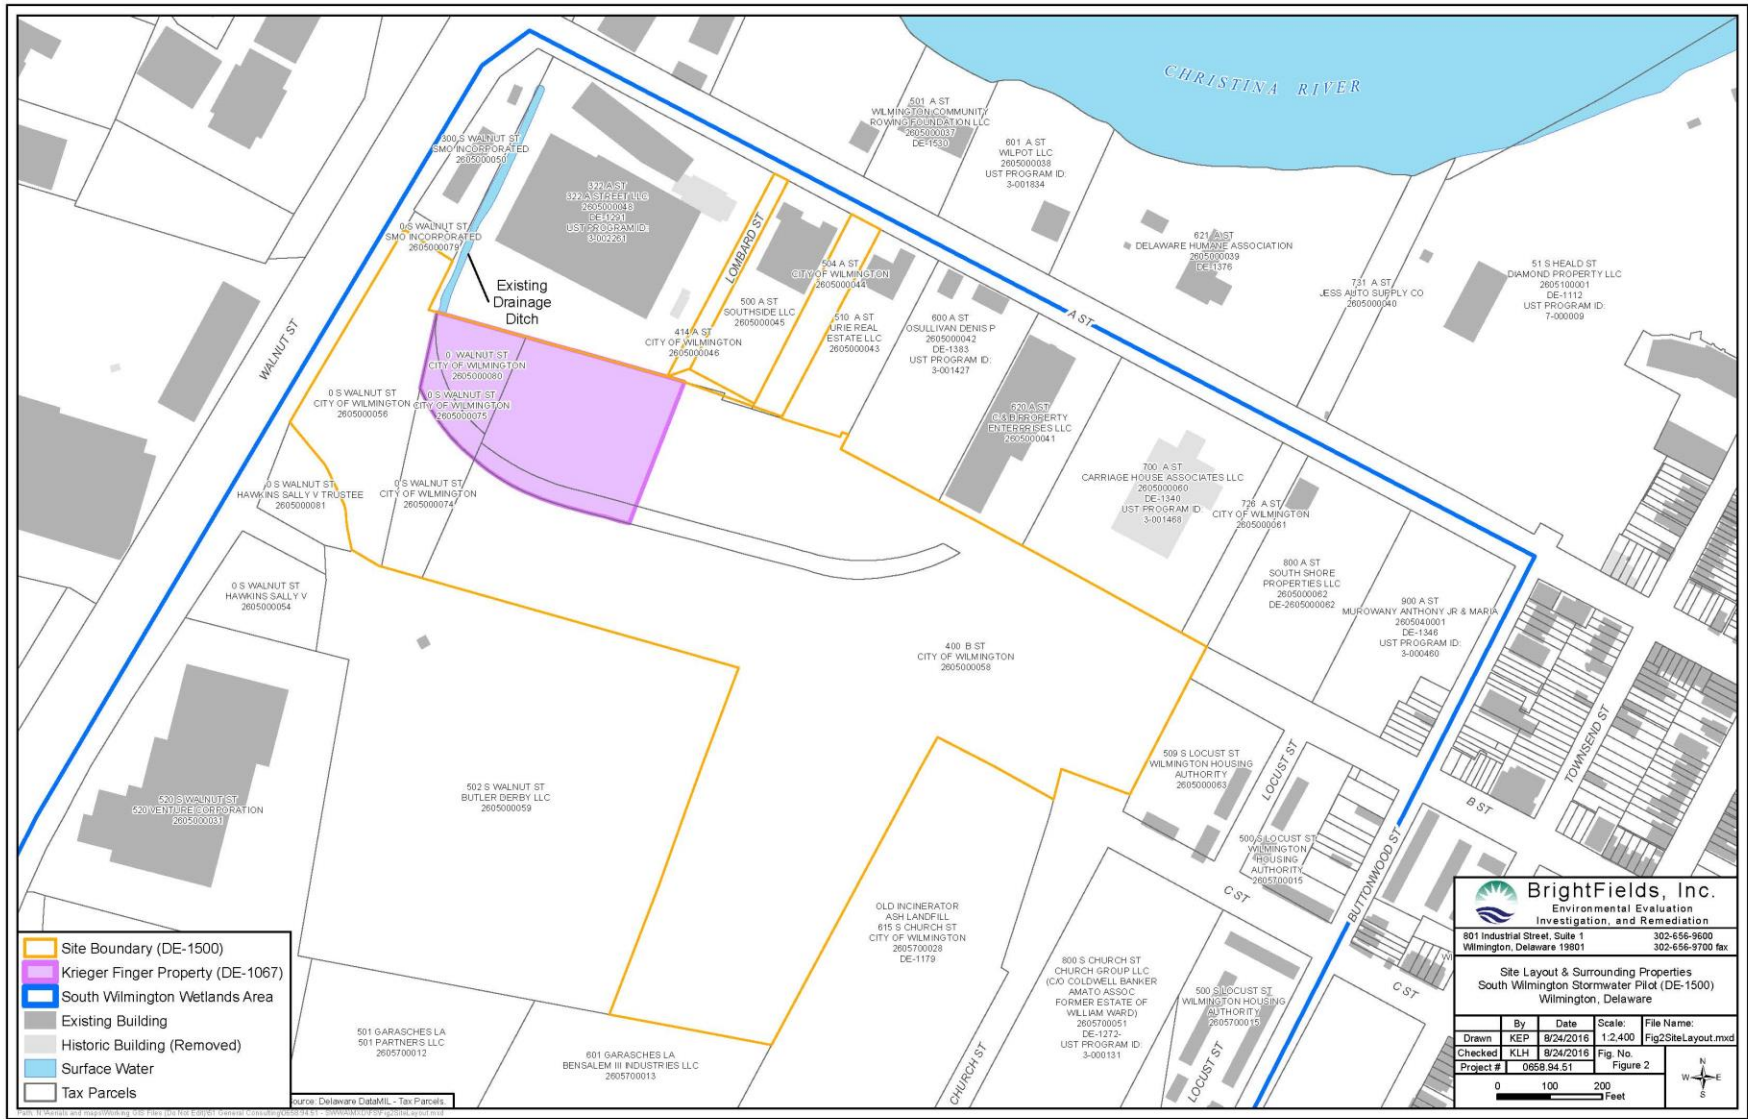 CHRISTINA RIVER
501 A ST
WILMINGTON COMMUNITY
ROWING FOUNDATION LLC
2605000037
DE-1530
601 A ST
WILPOT LLC
2605000038
UST PROGRAM ID:
3-001834
300 S WALNUT ST
SMO INCORPORATED
2605000050
322 A ST
322 A STREET LLC
2605000048
DE-1291
UST PROGRAM ID:
3-002261
0 S WALNUT ST
SMO INCORPORATED
2605000079
LOMBARD ST
621 A ST
DELAWARE HUMANE ASSOCIATION
2605000039
DE-1376
51 S HEALD ST
DIAMOND PROPERTY LLC
2605100001
DE-1112
UST PROGRAM ID:
7-000009
731 A ST
JESS AUTO SUPPLY CO
2605000040
504 A ST
CITY OF WILMINGTON
2605000044
Existing
Drainage
Ditch
500 A ST
SOUTHSIDE LLC
2605000045
A ST
414 A ST
CITY OF WILMINGTON
2605000046
510 A ST
URIE REAL
ESTATE LLC
2605000043
600 A ST
OSULLIVAN DENIS P
2605000042
DE-1383
UST PROGRAM ID:
3-001427
WALNUT ST
0 WALNUT ST
CITY OF WILMINGTON
2605000080
0 S WALNUT ST
CITY OF WILMINGTON
2605000056
0 S WALNUT ST
CITY OF WILMINGTON
2605000075
620 A ST
C & B PROPERTY
ENTERPRISES LLC
2605000041
700 A ST
CARRIAGE HOUSE ASSOCIATES LLC
2605000060
DE-1340
UST PROGRAM ID:
3-001468
0 S WALNUT ST
HAWKINS SALLY V TRUSTEE
2605000081
0 S WALNUT ST
CITY OF WILMINGTON
2605000074
726 A ST
CITY OF WILMINGTON
2605000061
800 A ST
SOUTH SHORE
PROPERTIES LLC
2605000062
DE-2605000062
0 S WALNUT ST
HAWKINS SALLY V
2605000054
900 A ST
MUROWANY ANTHONY JR & MARIA
2605040001
DE-1346
UST PROGRAM ID:
3-000460
400 B ST
CITY OF WILMINGTON
2605000058
TOWNSEND ST
509 S LOCUST ST
WILMINGTON HOUSING
AUTHORITY
2605000063
LOCUST ST
B ST
502 S WALNUT ST
BUTLER DERBY LLC
2605000059
520 S WALNUT ST
520 VENTURE CORPORATION
2605000031
500 S LOCUST ST
WILMINGTON
HOUSING
AUTHORITY
2605700015
BUTTONWOOD ST
C ST
OLD INCINERATOR
ASH LANDFILL
615 S CHURCH ST
CITY OF WILMINGTON
2605700028
DE-1179
800 S CHURCH ST
CHURCH GROUP LLC
(C/O COLDWELL BANKER
AMATO ASSOC
FORMER ESTATE OF
WILLIAM WARD)
2605700051
DE-1272-
UST PROGRAM ID:
3-000131
500 S LOCUST ST
WILMINGTON HOUSING
AUTHORITY
2605700015
C ST
WI
501 GARASCHES LA
501 PARTNERS LLC
2605700012
601 GARASCHES LA
BENSALEM III INDUSTRIES LLC
2605700013
CHURCH ST
LOCUST ST
Site Boundary (DE-1500)
Krieger Finger Property (DE-1067)
South Wilmington Wetlands Area
Existing Building
Historic Building (Removed)
Surface Water
Tax Parcels
ource: Delaware DataMIL - Tax Parcels.
BrightFields, Inc.
Environmental Evaluation
Investigation, and Remediation
801 Industrial Street, Suite 1 302-656-9600
Wilmington, Delaware 19801 302-656-9700 fax
Site Layout & Surrounding Properties
South Wilmington Stormwater Pilot (DE-1500)
Wilmington, Delaware
By Date Scale: File Name:
Drawn KEP 8/24/2016 1:2,400 Fig2SiteLayout.mxd
Checked KLH 8/24/2016 Fig. No.
Figure 2
Project # 0658.94.51
N
W E
S
0 100 200
Feet